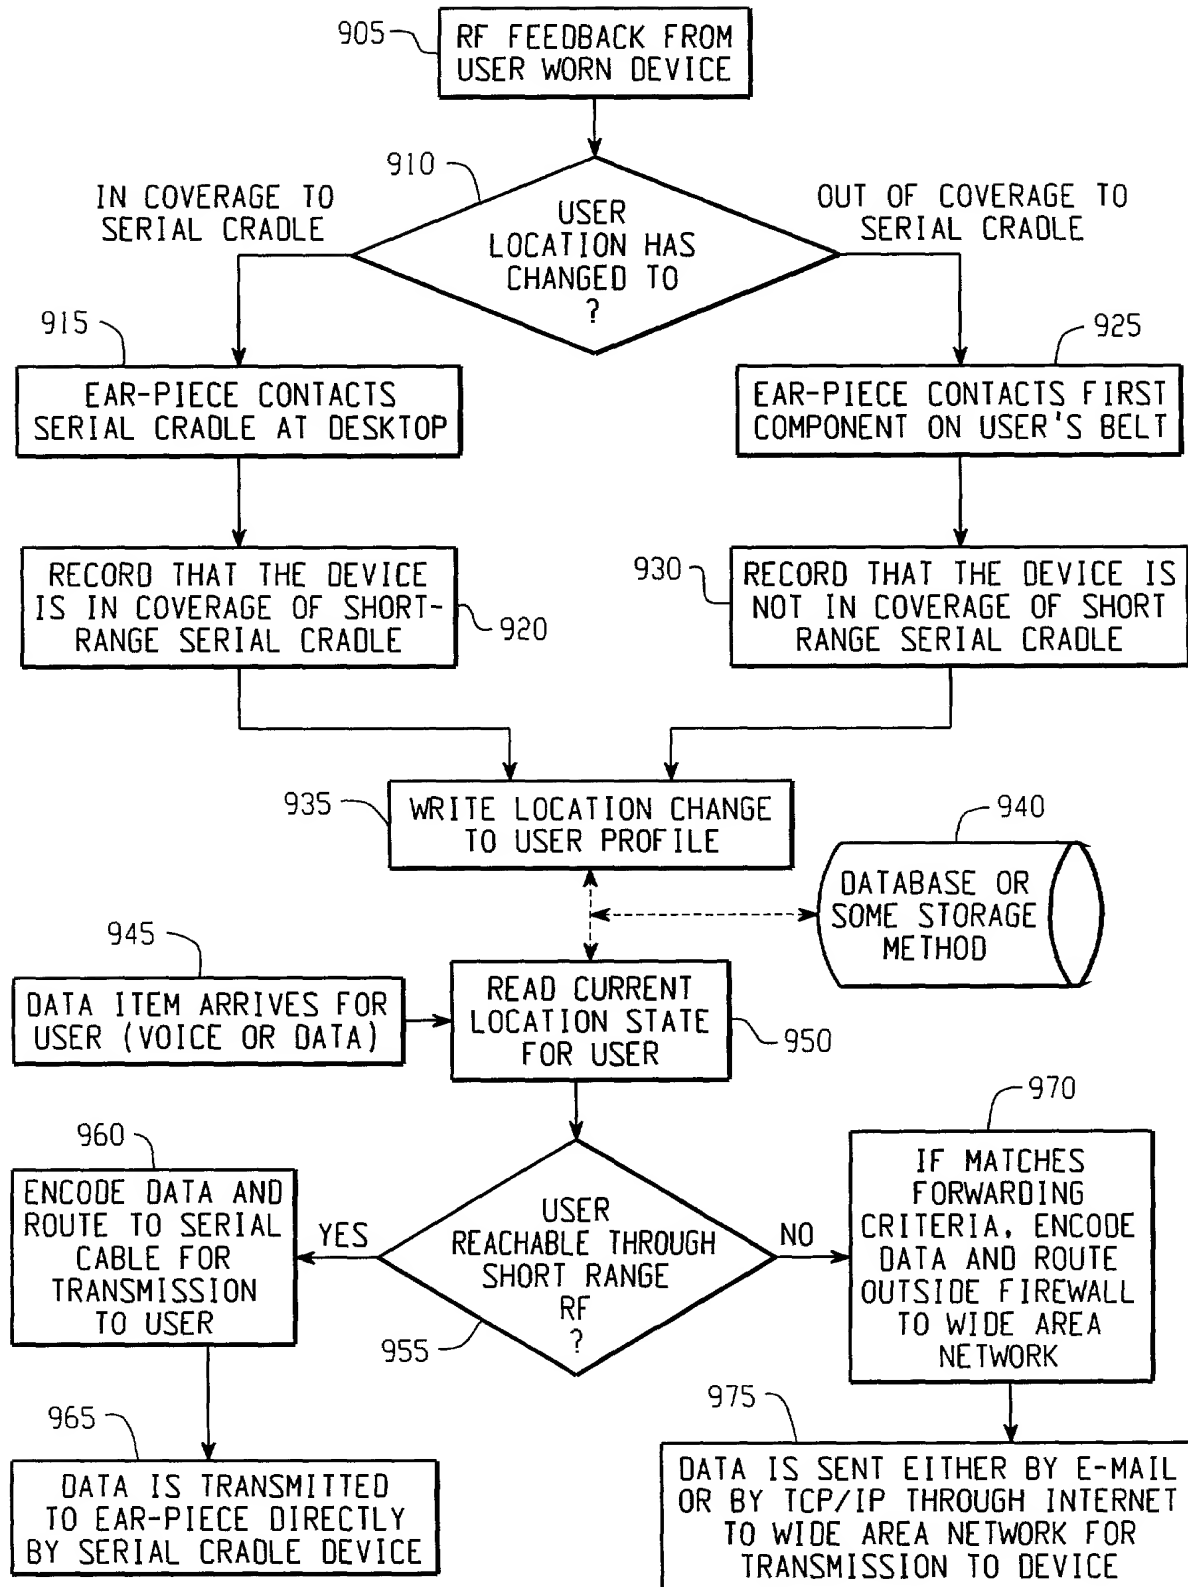 905
RF FEEDBACK FROM
USER WORN DEVICE
910
IN COVERAGE TO
SERIAL CRADLE
USER
LOCATION HAS
CHANGED TO
?
OUT OF COVERAGE TO
SERIAL CRADLE
915
EAR-PIECE CONTACTS
SERIAL CRADLE AT DESKTOP
925
EAR-PIECE CONTACTS FIRST
COMPONENT ON USER'S BELT
RECORD THAT THE DEVICE
IS IN COVERAGE OF SHORT-
RANGE SERIAL CRADLE
920
930
RECORD THAT THE DEVICE IS
NOT IN COVERAGE OF SHORT
RANGE SERIAL CRADLE
935
WRITE LOCATION CHANGE
TO USER PROFILE
940
DATABASE OR
SOME STORAGE
METHOD
945
DATA ITEM ARRIVES FOR
USER (VOICE OR DATA)
READ CURRENT
LOCATION STATE
FOR USER
950
960
ENCODE DATA AND
ROUTE TO SERIAL
CABLE FOR
TRANSMISSION
TO USER
YES
USER
REACHABLE THROUGH
SHORT RANGE
RF
?
955
NO
970
IF MATCHES
FORWARDING
CRITERIA, ENCODE
DATA AND ROUTE
OUTSIDE FIREWALL
TO WIDE AREA
NETWORK
965
DATA IS TRANSMITTED
TO EAR-PIECE DIRECTLY
BY SERIAL CRADLE DEVICE
975
DATA IS SENT EITHER BY E-MAIL
OR BY TCP/IP THROUGH INTERNET
TO WIDE AREA NETWORK FOR
TRANSMISSION TO DEVICE